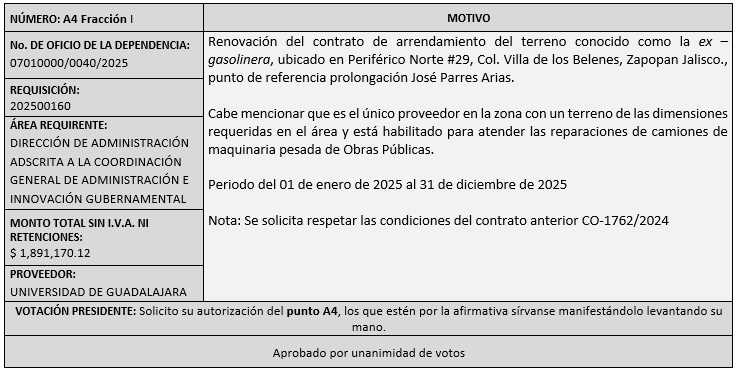 NÚMERO: A4 Fracción I
MOTIVO
No. DE OFICIO DE LA DEPENDENCIA:
07010000/0040/2025
REQUISICIÓN:
202500160
ÁREA REQUIRENTE:
DIRECCIÓN DE ADMINISTRACIÓN
ADSCRITA A LA COORDINACIÓN
GENERAL DE ADMINISTRACIÓN E
INNOVACIÓN GUBERNAMENTAL
MONTO TOTAL SIN I.V.A. NI
RETENCIONES:
$ 1,891,170.12
PROVEEDOR:
UNIVERSIDAD DE GUADALAJARA
Renovación del contrato de arrendamiento del terreno conocido como la ex –
gasolinera, ubicado en Periférico Norte #29, Col. Villa de los Belenes, Zapopan Jalisco.,
punto de referencia prolongación José Parres Arias.
Cabe mencionar que es el único proveedor en la zona con un terreno de las dimensiones
requeridas en el área y está habilitado para atender las reparaciones de camiones de
maquinaria pesada de Obras Públicas.
Periodo del 01 de enero de 2025 al 31 de diciembre de 2025
Nota: Se solicita respetar las condiciones del contrato anterior CO-1762/2024
VOTACIÓN PRESIDENTE: Solicito su autorización del punto A4, los que estén por la afirmativa sírvanse manifestándolo levantando su
mano.
Aprobado por unanimidad de votos